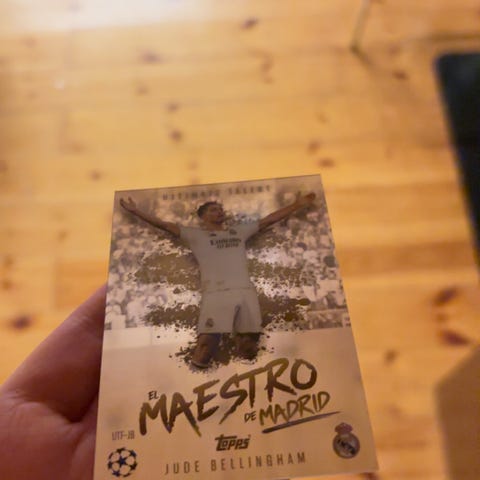 ULTIMATE TALENT
Emirates
FLY BETTER
EL
MAESTRO
DE MADRID
UTF-JB
Topps
JUDE BELLINGHAM